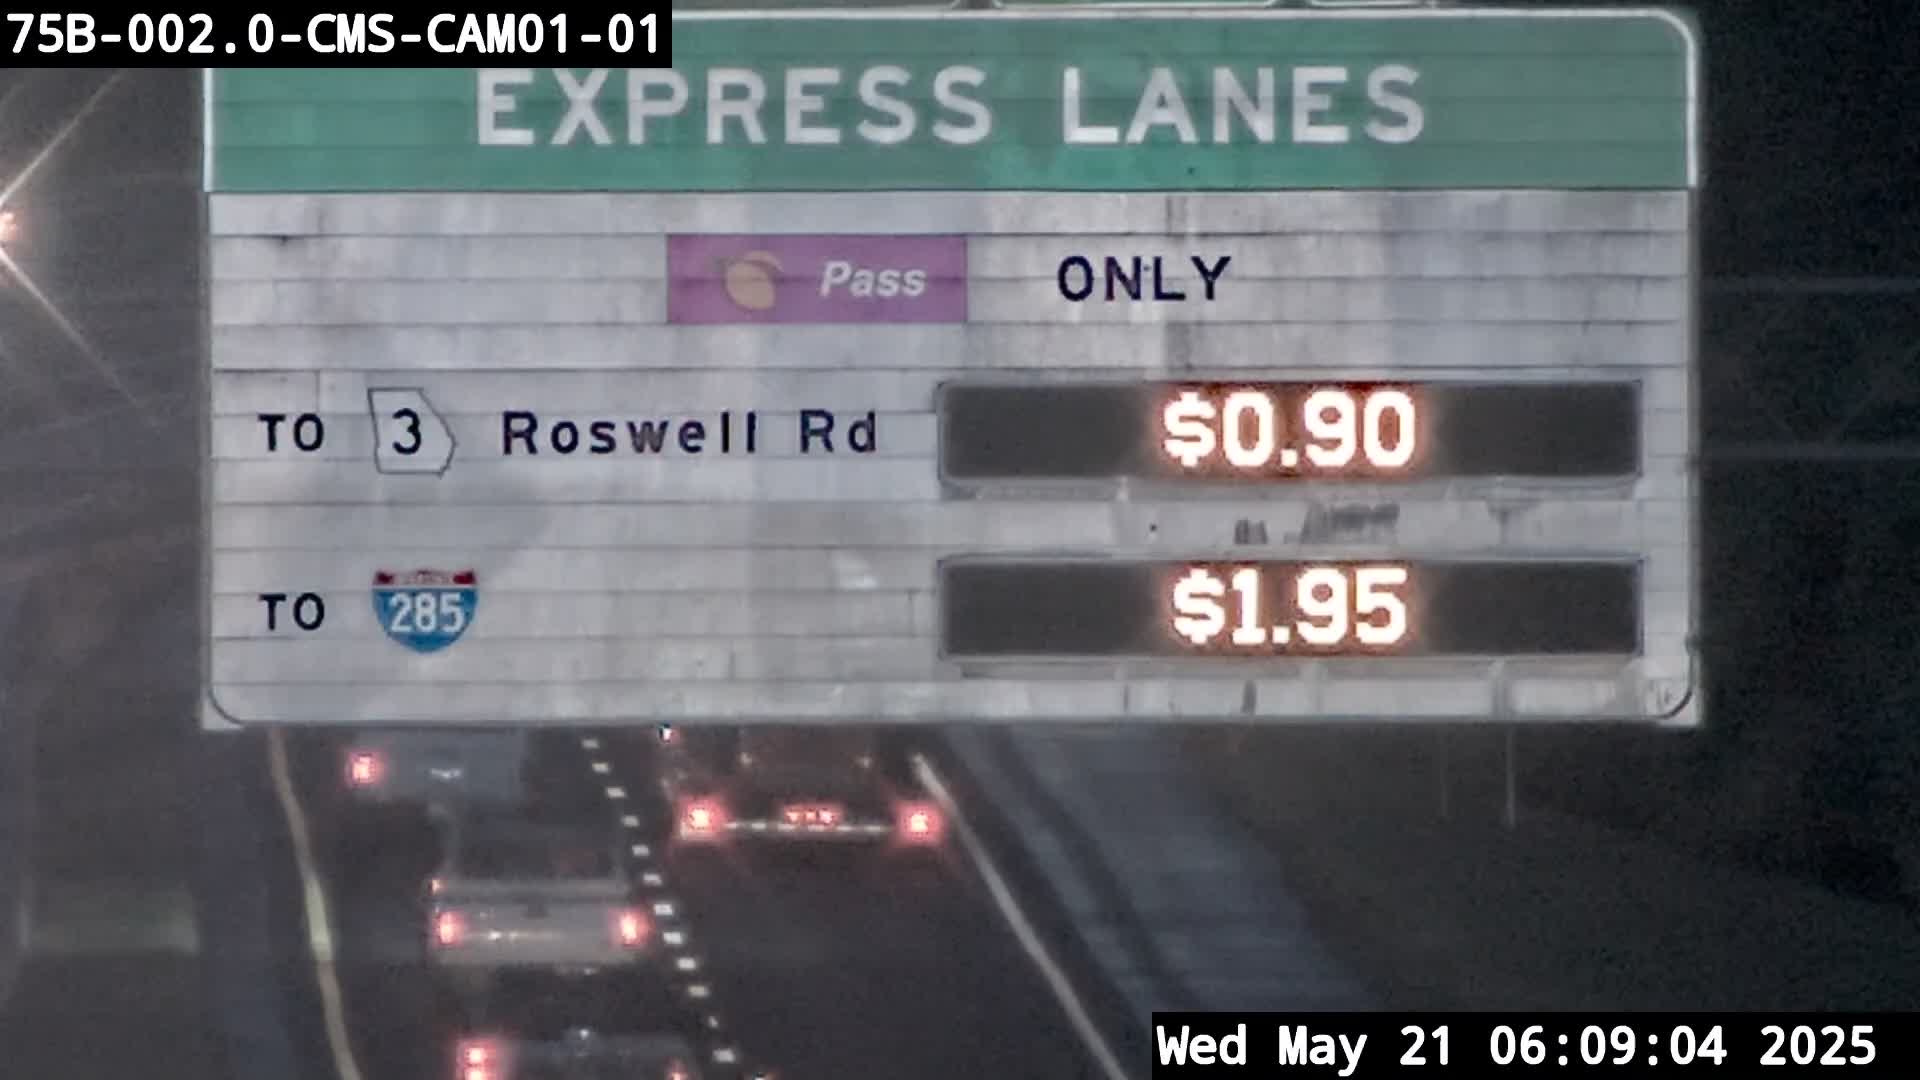 75B-002.0-CMS-CAM01-01
EXPRESS LANES
Pass ONLY
TO 3 Roswell Rd $0.90
TO 285 $1.95
Wed May 21 06:09:04 2025